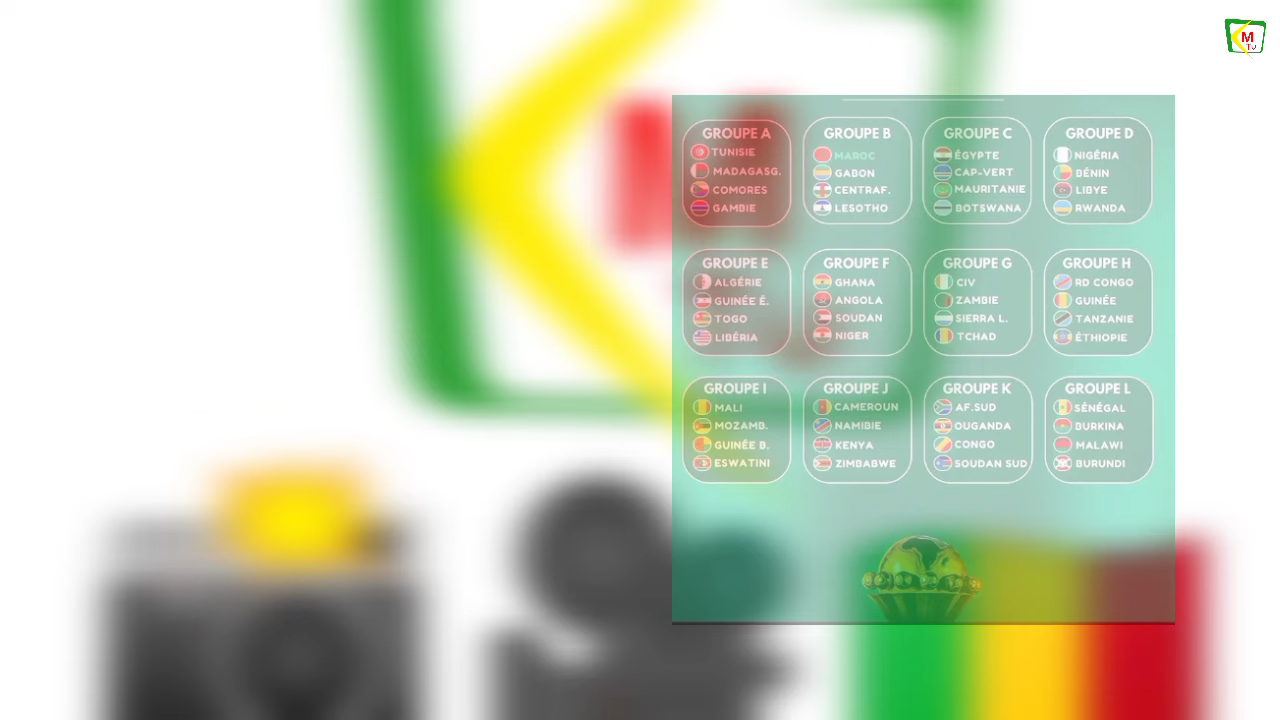 M
Tv
GROUPE A
TUNISIE
MADAGASG.
COMORES
GAMBIE
GROUPE B
MAROC
GABON
CENTRAF.
LESOTHO
GROUPE C
ÉGYPTE
CAP-VERT
MAURITANIE
BOTSWANA
GROUPE D
NIGÉRIA
BÉNIN
LIBYE
RWANDA
GROUPE E
ALGÉRIE
GUINÉE É.
TOGO
LIBÉRIA
GROUPE F
GHANA
ANGOLA
SOUDAN
NIGER
GROUPE G
CIV
ZAMBIE
SIERRA L.
TCHAD
GROUPE H
RD CONGO
GUINÉE
TANZANIE
ÉTHIOPIE
GROUPE I
MALI
MOZAMB.
GUINÉE B.
ESWATINI
GROUPE J
CAMEROUN
NAMIBIE
KENYA
ZIMBABWE
GROUPE K
AF.SUD
OUGANDA
CONGO
SOUDAN SUD
GROUPE L
SÉNÉGAL
BURKINA
MALAWI
BURUNDI